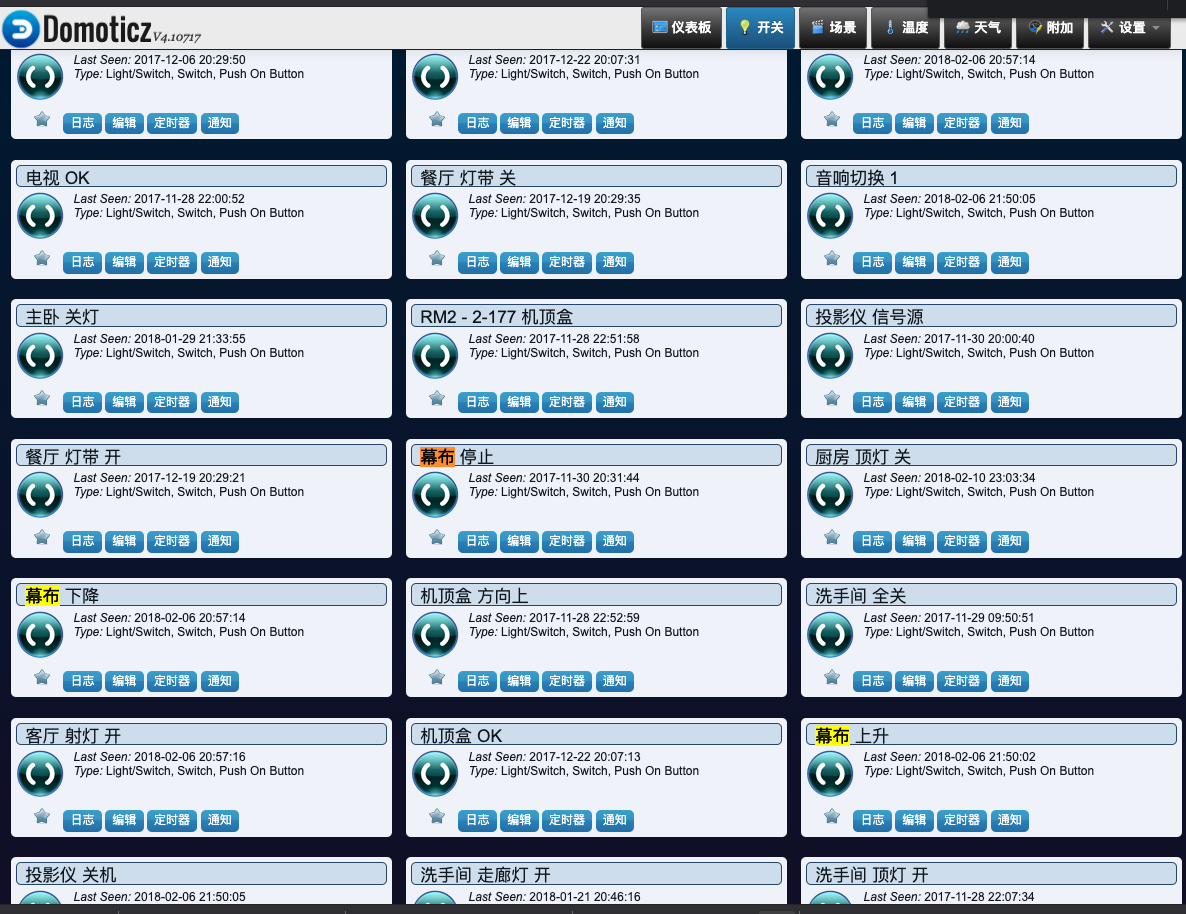 Domoticz V4.10717
仪表板 开关 场景 温度 天气 附加 设置
Last Seen: 2017-12-06 20:29:50
Type: Light/Switch, Switch, Push On Button
日志 编辑 定时器 通知
Last Seen: 2017-12-22 20:07:31
Type: Light/Switch, Switch, Push On Button
日志 编辑 定时器 通知
Last Seen: 2018-02-06 20:57:14
Type: Light/Switch, Switch, Push On Button
日志 编辑 定时器 通知
电视 OK
Last Seen: 2017-11-28 22:00:52
Type: Light/Switch, Switch, Push On Button
日志 编辑 定时器 通知
餐厅 灯带 关
Last Seen: 2017-12-19 20:29:35
Type: Light/Switch, Switch, Push On Button
日志 编辑 定时器 通知
音响切换 1
Last Seen: 2018-02-06 21:50:05
Type: Light/Switch, Switch, Push On Button
日志 编辑 定时器 通知
主卧 关灯
Last Seen: 2018-01-29 21:33:55
Type: Light/Switch, Switch, Push On Button
日志 编辑 定时器 通知
RM2 - 2-177 机顶盒
Last Seen: 2017-11-28 22:51:58
Type: Light/Switch, Switch, Push On Button
日志 编辑 定时器 通知
投影仪 信号源
Last Seen: 2017-11-30 20:00:40
Type: Light/Switch, Switch, Push On Button
日志 编辑 定时器 通知
餐厅 灯带 开
Last Seen: 2017-12-19 20:29:21
Type: Light/Switch, Switch, Push On Button
日志 编辑 定时器 通知
幕布 停止
Last Seen: 2017-11-30 20:31:44
Type: Light/Switch, Switch, Push On Button
日志 编辑 定时器 通知
厨房 顶灯 关
Last Seen: 2018-02-10 23:03:34
Type: Light/Switch, Switch, Push On Button
日志 编辑 定时器 通知
幕布 下降
Last Seen: 2018-02-06 20:57:14
Type: Light/Switch, Switch, Push On Button
日志 编辑 定时器 通知
机顶盒 方向上
Last Seen: 2017-11-28 22:52:59
Type: Light/Switch, Switch, Push On Button
日志 编辑 定时器 通知
洗手间 全关
Last Seen: 2017-11-29 09:50:51
Type: Light/Switch, Switch, Push On Button
日志 编辑 定时器 通知
客厅 射灯 开
Last Seen: 2018-02-06 20:57:16
Type: Light/Switch, Switch, Push On Button
日志 编辑 定时器 通知
机顶盒 OK
Last Seen: 2017-12-22 20:07:13
Type: Light/Switch, Switch, Push On Button
日志 编辑 定时器 通知
幕布 上升
Last Seen: 2018-02-06 21:50:02
Type: Light/Switch, Switch, Push On Button
日志 编辑 定时器 通知
投影仪 关机
Last Seen: 2018-02-06 21:50:05
洗手间 走廊灯 开
Last Seen: 2018-01-21 20:46:16
洗手间 顶灯 开
Last Seen: 2017-11-28 22:07:34